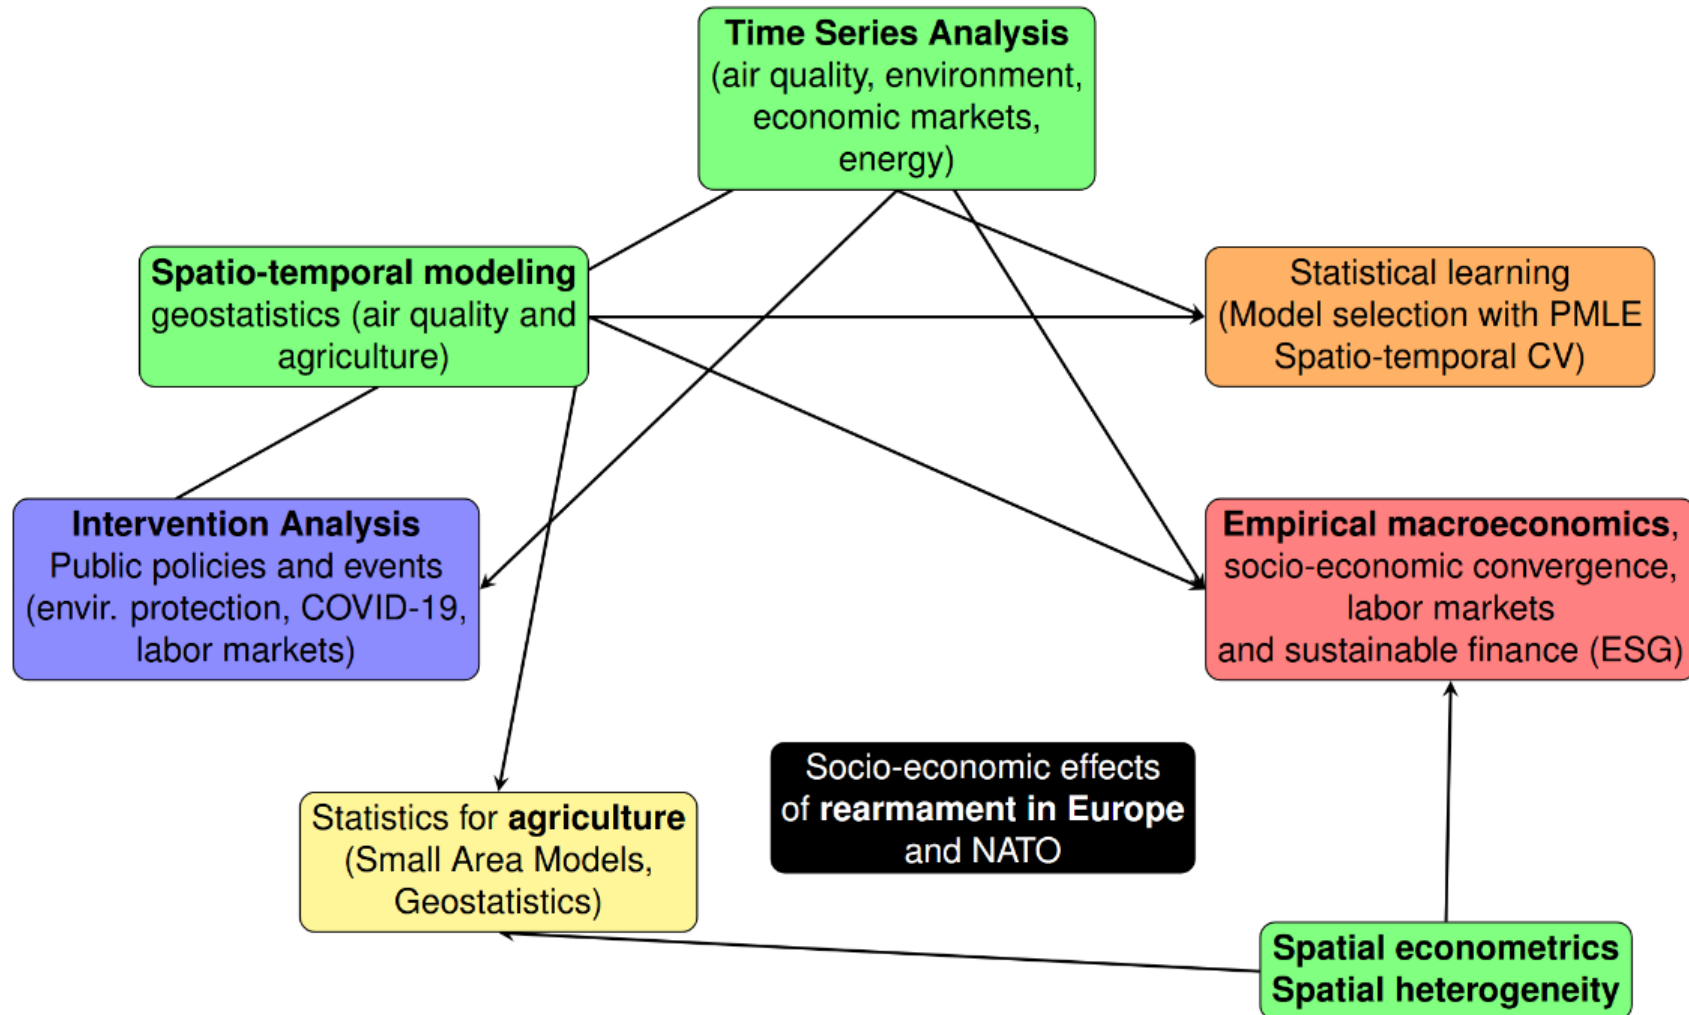 Time Series Analysis
(air quality, environment,
economic markets,
energy)
Spatio-temporal modeling
geostatistics (air quality and
agriculture)
Statistical learning
(Model selection with PMLE
Spatio-temporal CV)
Intervention Analysis
Public policies and events
(envir. protection, COVID-19,
labor markets)
Empirical macroeconomics,
socio-economic convergence,
labor markets
and sustainable finance (ESG)
Socio-economic effects
of rearmament in Europe
and NATO
Statistics for agriculture
(Small Area Models,
Geostatistics)
Spatial econometrics
Spatial heterogeneity